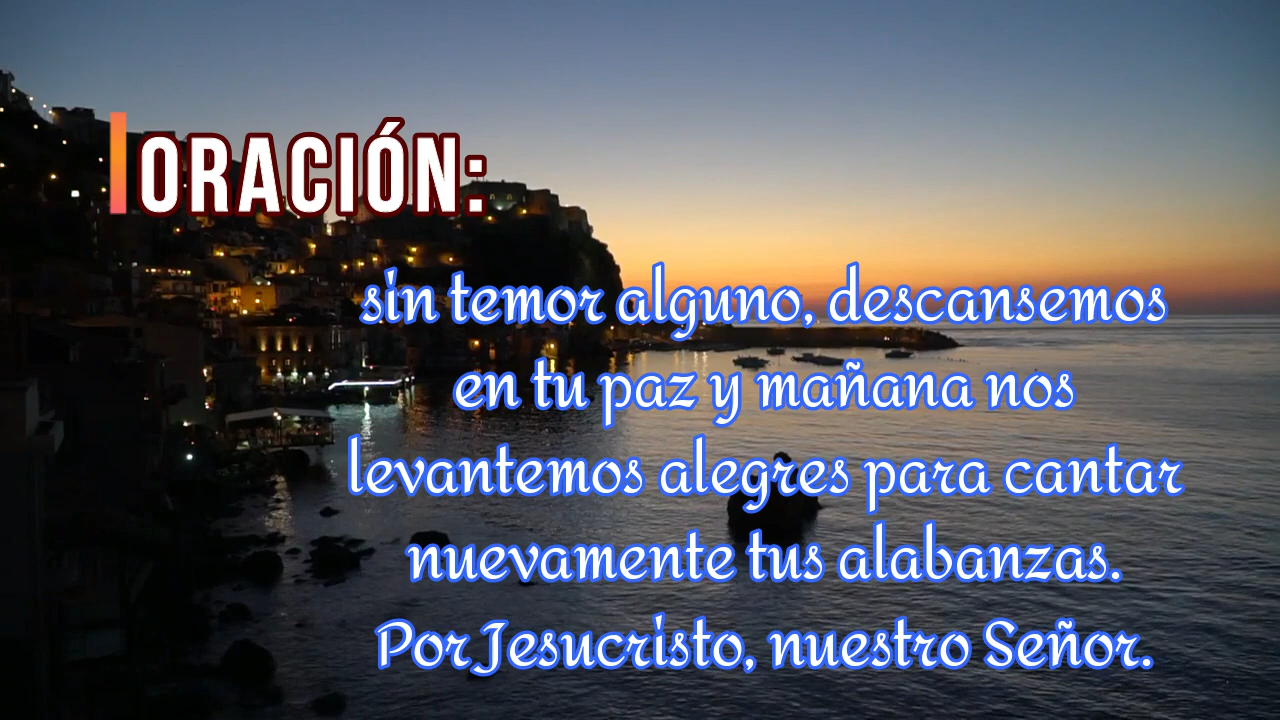 ORACIÓN:
sin temor alguno, descansemos
en tu paz y mañana nos
levantemos alegres para cantar
nuevamente tus alabanzas.
Por Jesucristo, nuestro Señor.